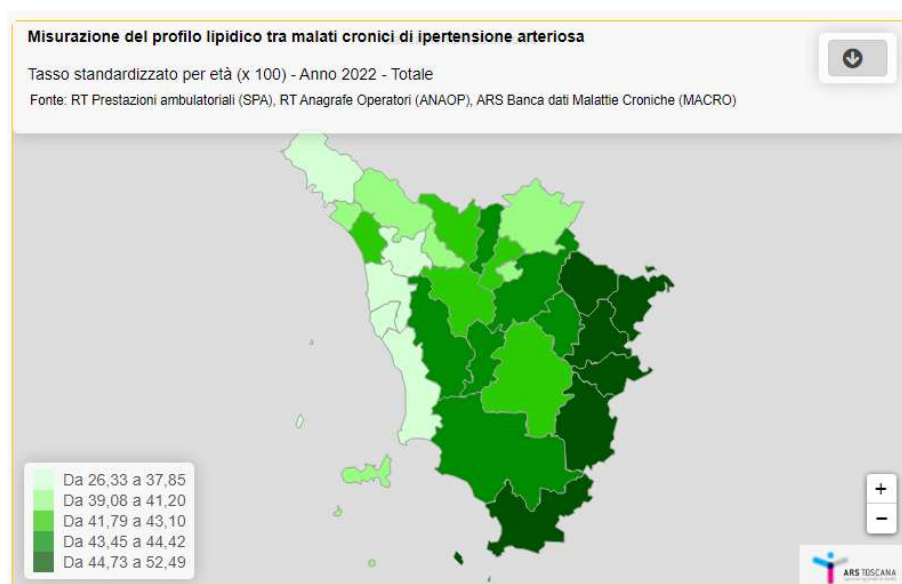 Misurazione del profilo lipidico tra malati cronici di ipertensione arteriosa
Tasso standardizzato per età (x 100) - Anno 2022 - Totale
Fonte: RT Prestazioni ambulatoriali (SPA), RT Anagrafe Operatori (ANAOP), ARS Banca dati Malattie Croniche (MACRO)
Da 26,33 a 37,85
Da 39,08 a 41,20
Da 41,79 a 43,10
Da 43,45 a 44,42
Da 44,73 a 52,49
+
−
ARS TOSCANA